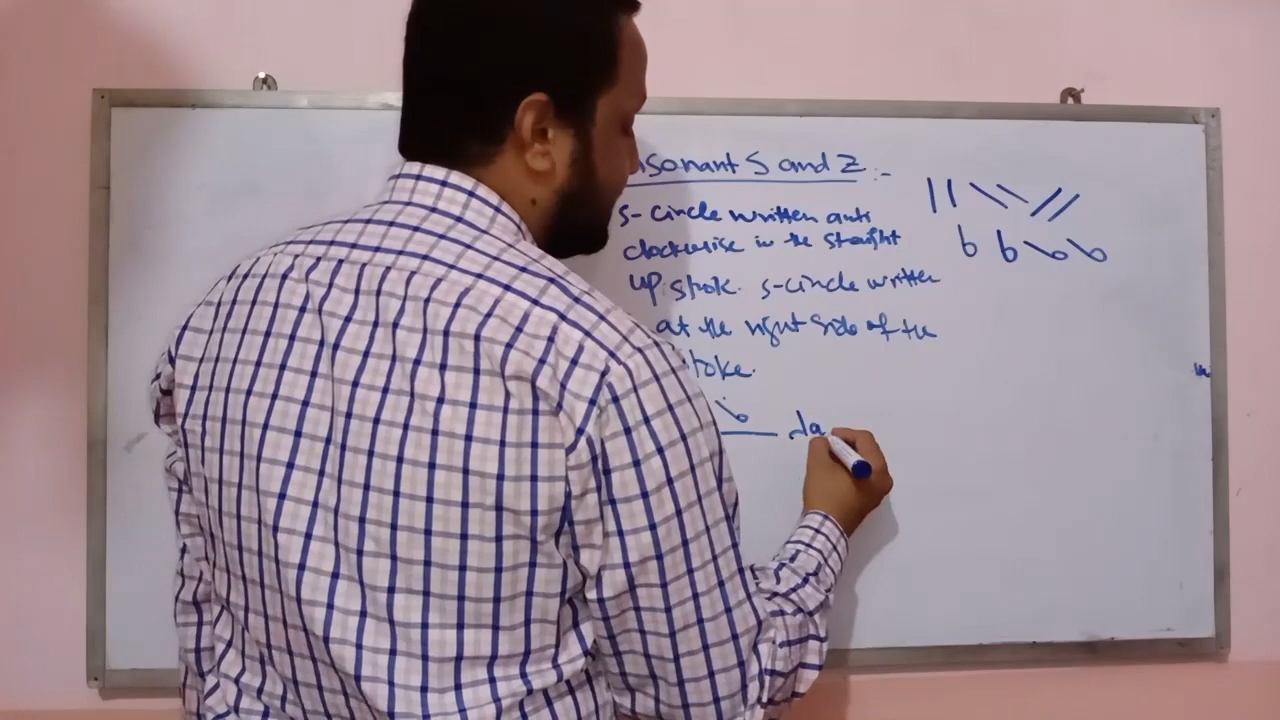 sonant S and Z :-
S- circle written anti
clockwise in the straight
up stroke. S-circle written
at the right side of the
stoke.
da